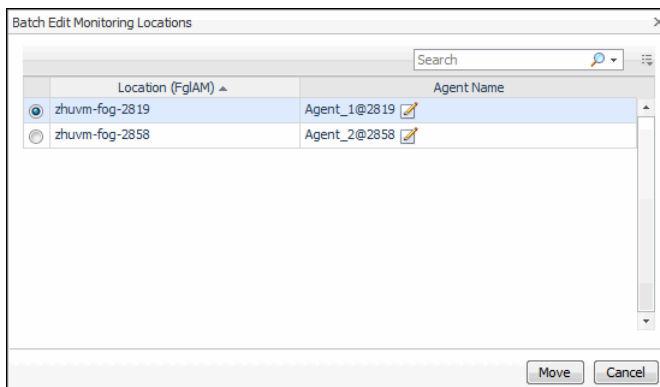 Batch Edit Monitoring Locations
Search
Location (FglAM) Agent Name
zhuvm-fog-2819 Agent_1@2819
zhuvm-fog-2858 Agent_2@2858
Move Cancel